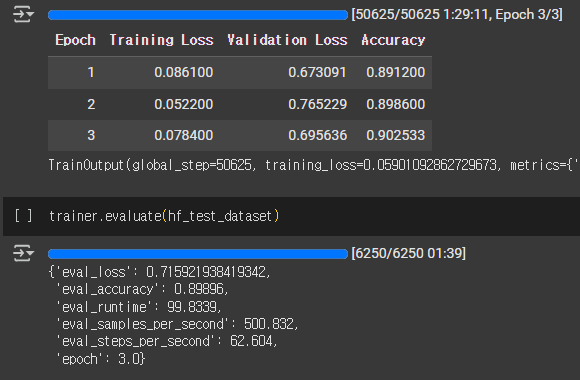 [50625/50625 1:29:11, Epoch 3/3]
Epoch Training Loss Validation Loss Accuracy
1 0.086100 0.673091 0.891200
2 0.052200 0.765229 0.898600
3 0.078400 0.695636 0.902533
TrainOutput(global_step=50625, training_loss=0.05901092862729673, metrics={'
[ ] trainer.evaluate(hf_test_dataset)
[6250/6250 01:39]
{'eval_loss': 0.715921938419342,
'eval_accuracy': 0.89896,
'eval_runtime': 99.8339,
'eval_samples_per_second': 500.832,
'eval_steps_per_second': 62.604,
'epoch': 3.0}